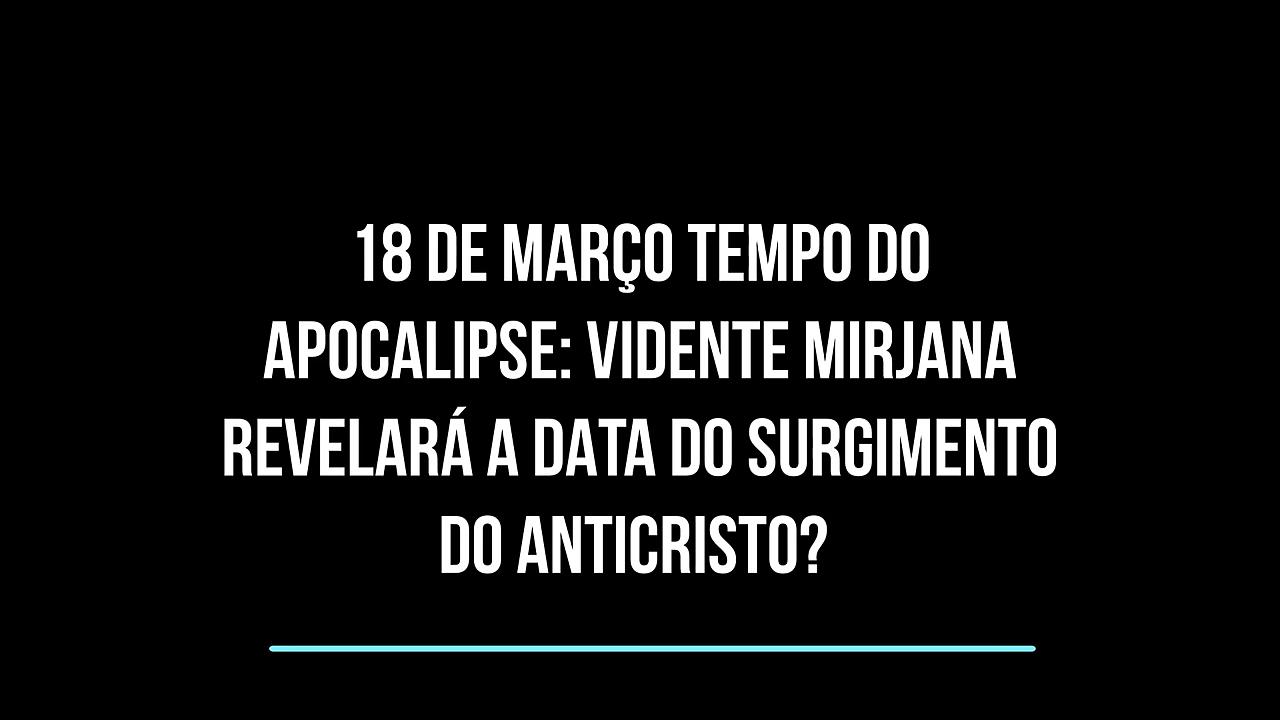 18 DE MARÇO TEMPO DO
APOCALIPSE: VIDENTE MIRJANA
REVELARÁ A DATA DO SURGIMENTO
DO ANTICRISTO?